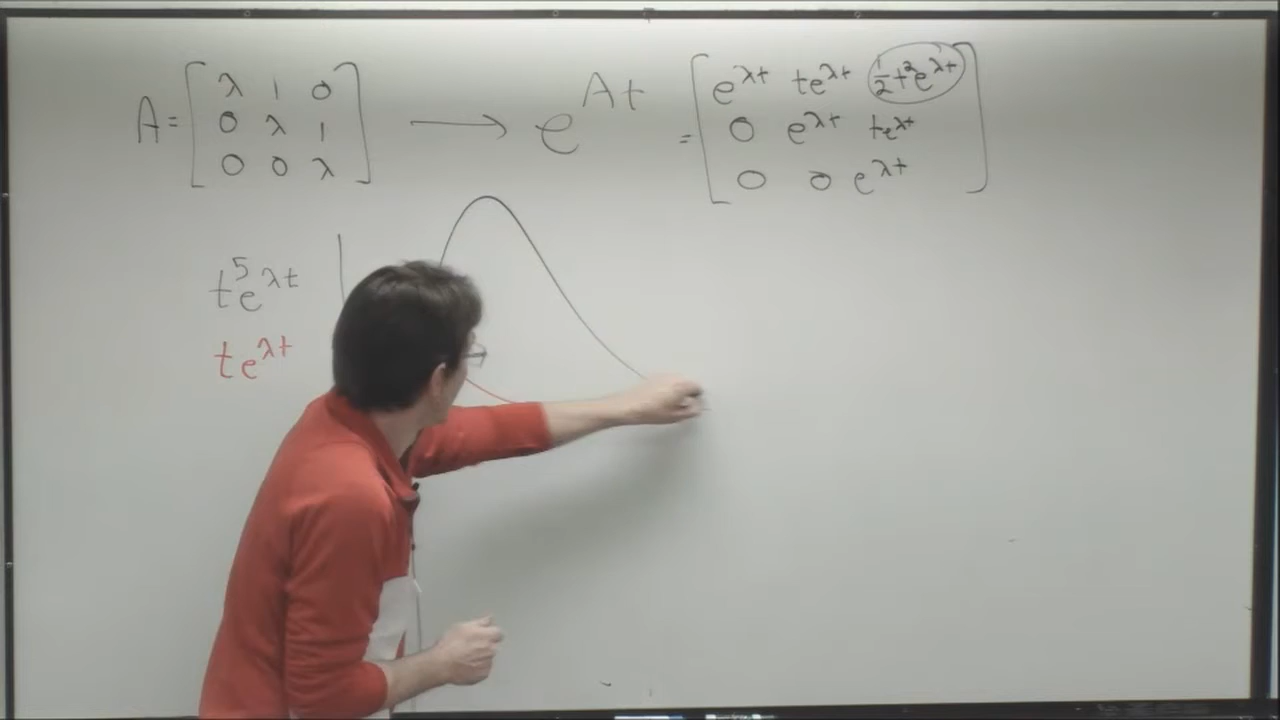 A = [ λ 1 0 ; 0 λ 1 ; 0 0 λ ] → e^{At} = [ e^{λt} te^{λt} ½t²e^{λt} ; 0 e^{λt} te^{λt} ; 0 0 e^{λt} ]
t⁵e^{λt}
te^{λt}